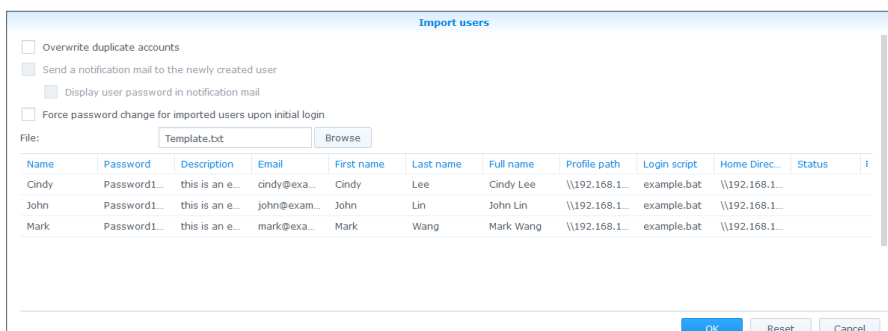 Import users
Overwrite duplicate accounts
Send a notification mail to the newly created user
Display user password in notification mail
Force password change for imported users upon initial login
File: Template.txt Browse
Name Password Description Email First name Last name Full name Profile path Login script Home Direc... Status
Cindy Password1... this is an e... cindy@exa... Cindy Lee Cindy Lee \\192.168.1... example.bat \\192.168.1...
John Password1... this is an e... john@exam... John Lin John Lin \\192.168.1... example.bat \\192.168.1...
Mark Password1... this is an e... mark@exa... Mark Wang Mark Wang \\192.168.1... example.bat \\192.168.1...
OK Reset Cancel